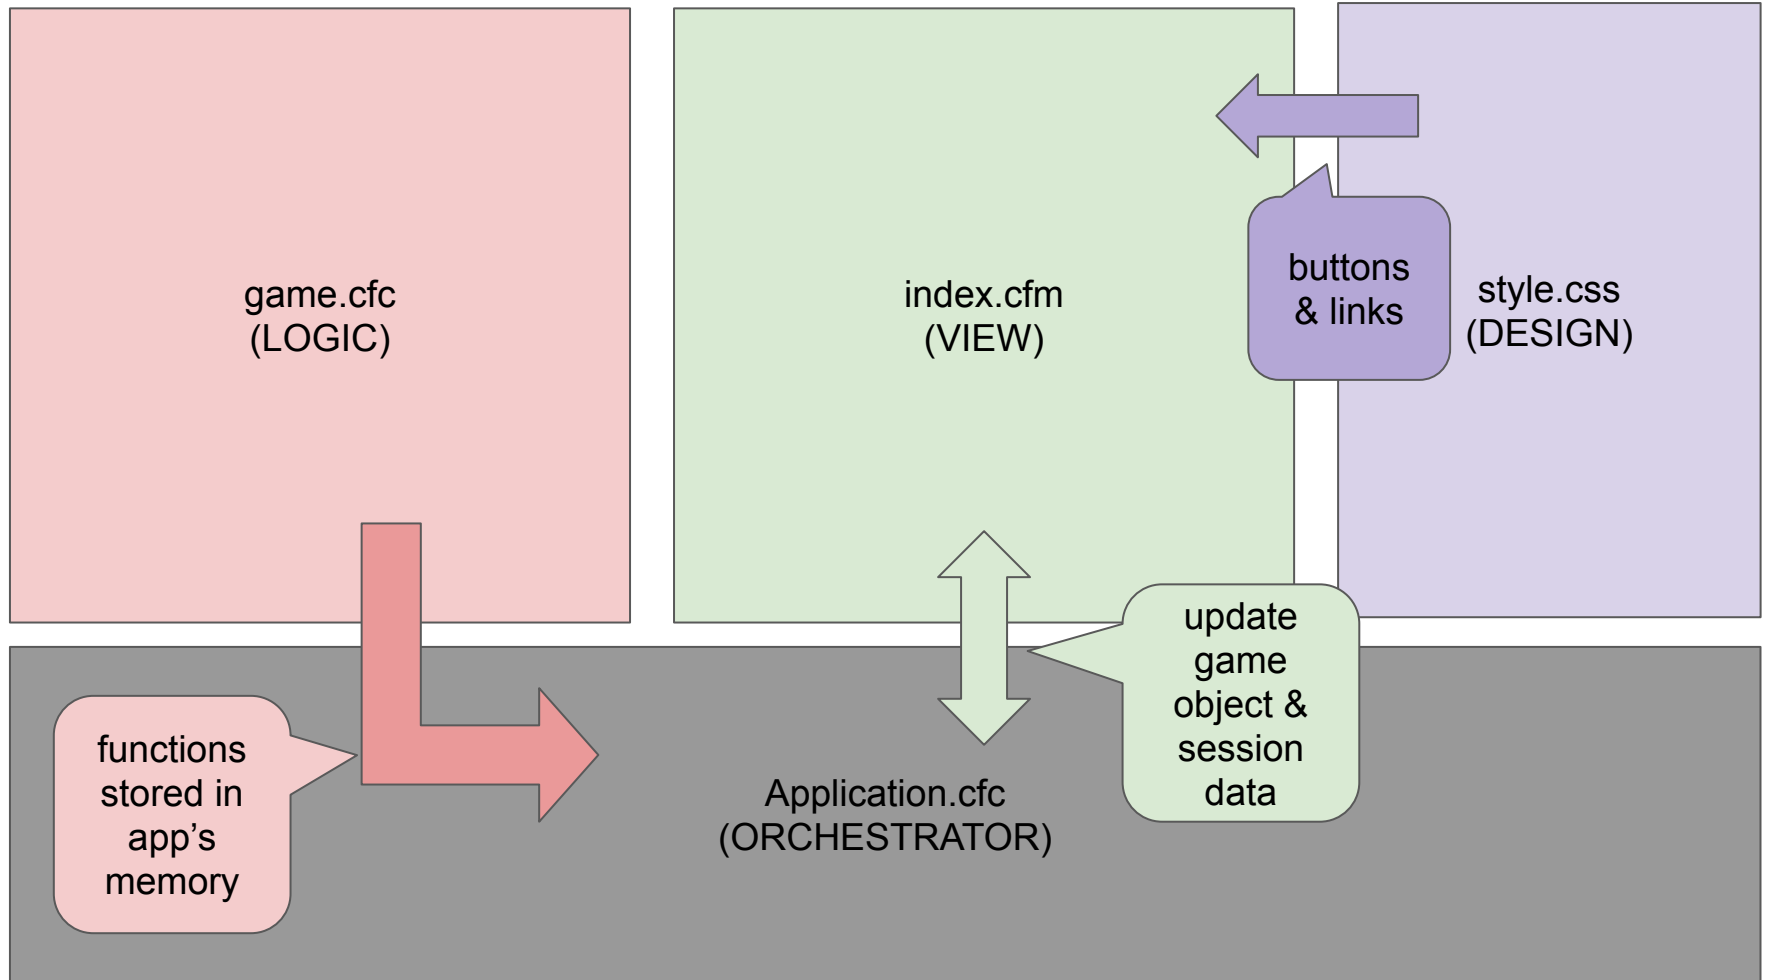 game.cfc
(LOGIC)
index.cfm
(VIEW)
buttons
& links
style.css
(DESIGN)
update
game
object &
session
data
functions
stored in
app’s
memory
Application.cfc
(ORCHESTRATOR)